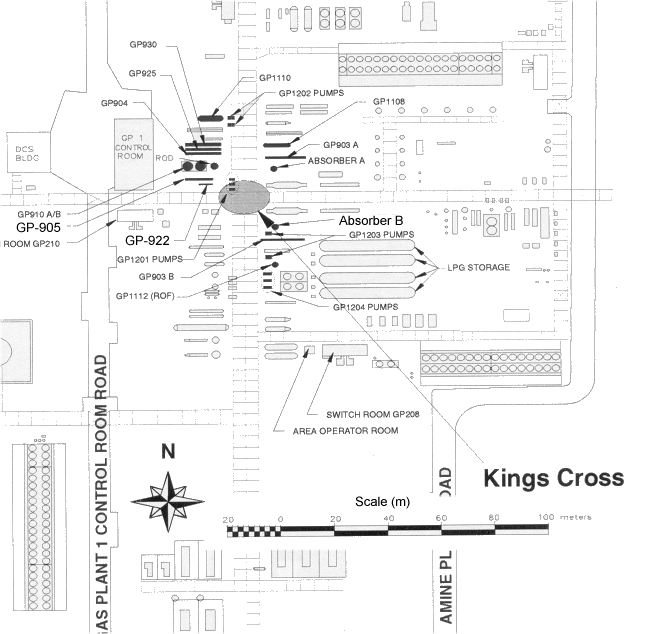 GP930
GP1110
GP925
GP1202 PUMPS
GP904
GP1108
GP 1
CONTROL
ROOM
GP903 A
DCS
BLDC
ROD
ABSORBER A
GP910 A/B
GP-905
Absorber B
ROOM GP210
GP-922
GP1203 PUMPS
GP1201 PUMPS
GP903 B
LPG STORAGE
GP1112 (ROF)
GP1204 PUMPS
SWITCH ROOM GP208
AREA OPERATOR ROOM
N
Kings Cross
Scale (m)
20 0 20 40 60 80 100 meters
AS PLANT 1 CONTROL ROOM ROAD
AMINE PL OAD